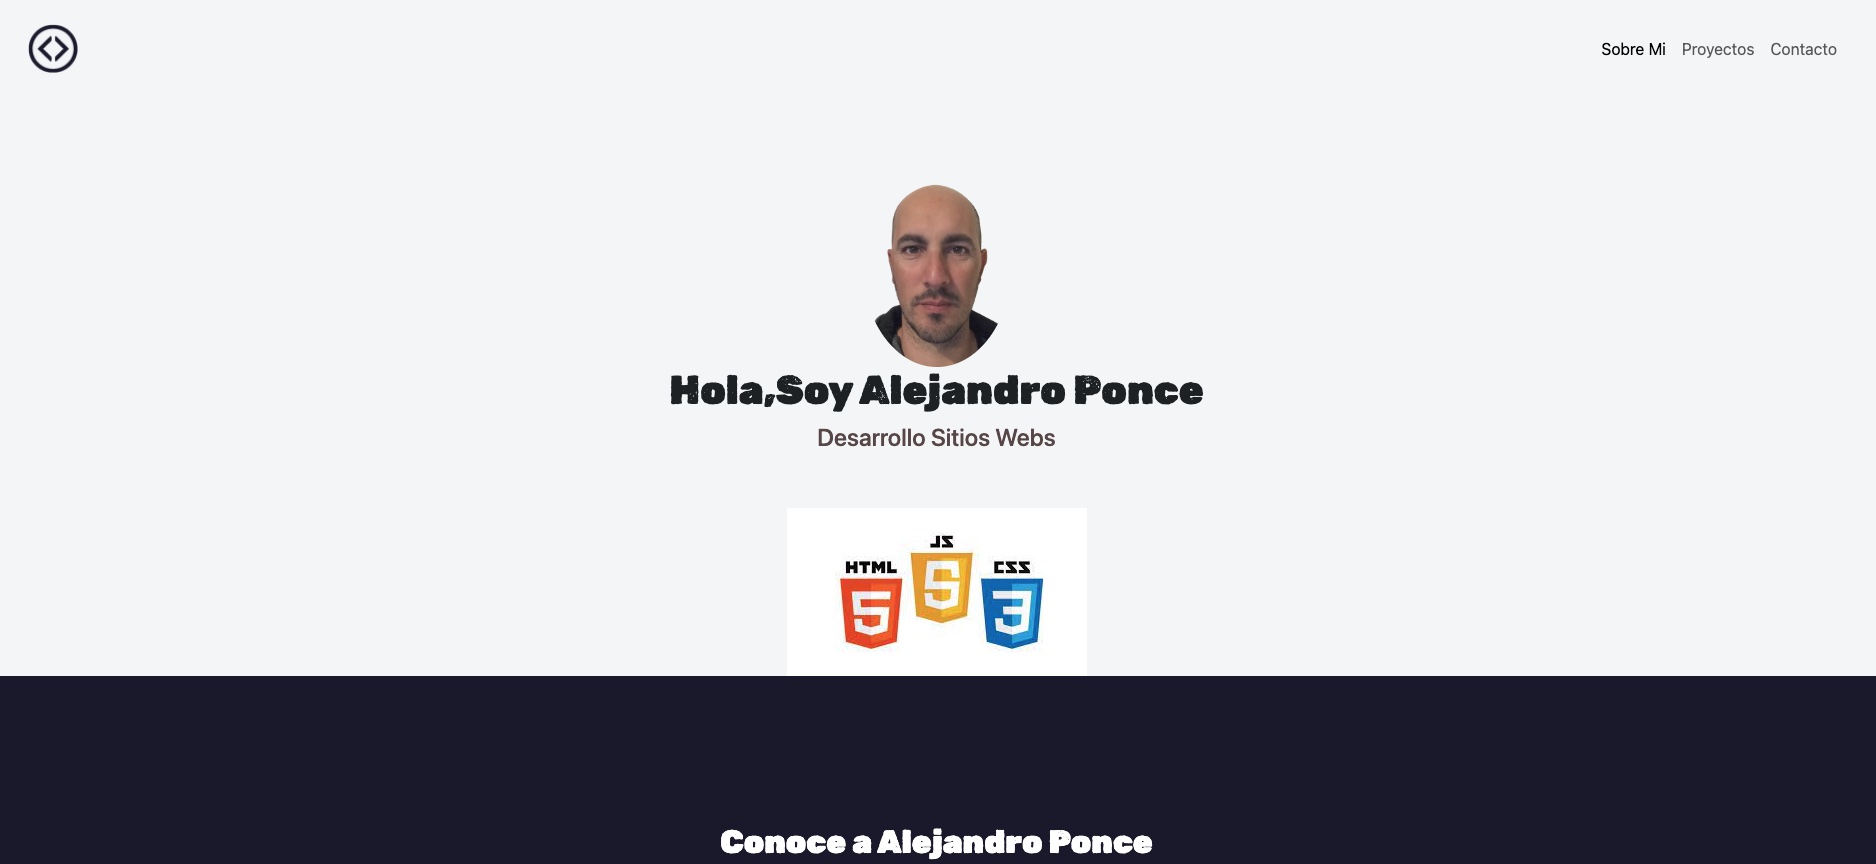 Sobre Mi Proyectos Contacto
Hola,Soy Alejandro Ponce
Desarrollo Sitios Webs
JS
HTML CSS
5 S 3
Conoce a Alejandro Ponce